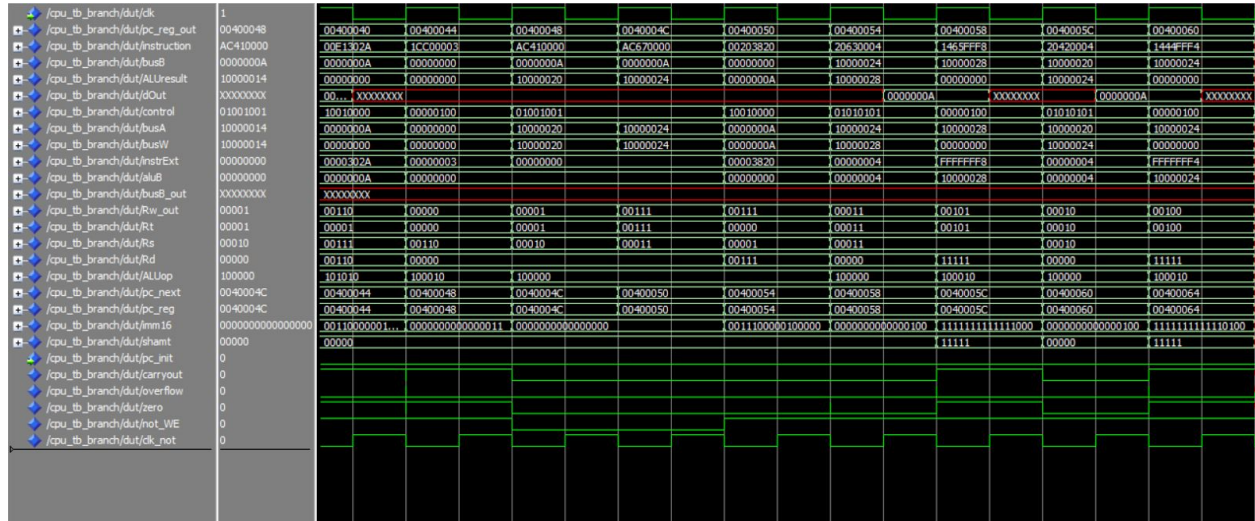 /cpu_tb_branch/dut/clk 1
/cpu_tb_branch/dut/pc_reg_out 00400048 00400040 00400044 00400048 0040004C 00400050 00400054 00400058 0040005C 00400060
/cpu_tb_branch/dut/instruction AC410000 00E1302A 1CC00003 AC410000 AC670000 00203820 20630004 1465FFF8 20420004 1444FFF4
/cpu_tb_branch/dut/busB 0000000A 0000000A 00000000 0000000A 0000000A 00000000 10000024 10000028 10000020 10000024
/cpu_tb_branch/dut/ALUresult 10000014 00000000 00000000 10000020 10000024 0000000A 10000028 00000000 10000024 00000000
/cpu_tb_branch/dut/dOut XXXXXXXX 00... XXXXXXXX 0000000A XXXXXXXX 0000000A XXXXXXXX
/cpu_tb_branch/dut/control 01001001 10010000 00000100 01001001 10010000 01010101 00000100 01010101 00000100
/cpu_tb_branch/dut/busA 10000014 0000000A 00000000 10000020 10000024 0000000A 10000024 10000028 10000020 10000024
/cpu_tb_branch/dut/busW 10000014 00000000 00000000 10000020 10000024 0000000A 10000028 00000000 10000024 00000000
/cpu_tb_branch/dut/instrExt 00000000 0000302A 00000003 00000000 00003820 00000004 FFFFFFF8 00000004 FFFFFFF4
/cpu_tb_branch/dut/aluB 00000000 0000000A 00000000 00000000 00000004 10000028 00000004 10000024
/cpu_tb_branch/dut/busB_out XXXXXXXX XXXXXXXX
/cpu_tb_branch/dut/Rw_out 00001 00110 00000 00001 00111 00111 00011 00101 00010 00100
/cpu_tb_branch/dut/Rt 00001 00001 00000 00001 00111 00000 00011 00101 00010 00100
/cpu_tb_branch/dut/Rs 00010 00111 00110 00010 00011 00001 00011 00010
/cpu_tb_branch/dut/Rd 00000 00110 00000 00111 00000 11111 00000 11111
/cpu_tb_branch/dut/ALUop 100000 101010 100010 100000 100000 100010 100000 100010
/cpu_tb_branch/dut/pc_next 0040004C 00400044 00400048 0040004C 00400050 00400054 00400058 0040005C 00400060 00400064
/cpu_tb_branch/dut/pc_reg 0040004C 00400044 00400048 0040004C 00400050 00400054 00400058 0040005C 00400060 00400064
/cpu_tb_branch/dut/imm16 0000000000000000 00110000001... 0000000000000011 0000000000000000 0011100000100000 0000000000000100 1111111111111000 0000000000000100 1111111111110100
/cpu_tb_branch/dut/shamt 00000 00000 11111 00000 11111
/cpu_tb_branch/dut/pc_init 0
/cpu_tb_branch/dut/carryout 0
/cpu_tb_branch/dut/overflow 0
/cpu_tb_branch/dut/zero 0
/cpu_tb_branch/dut/not_WE 0
/cpu_tb_branch/dut/clk_not 0